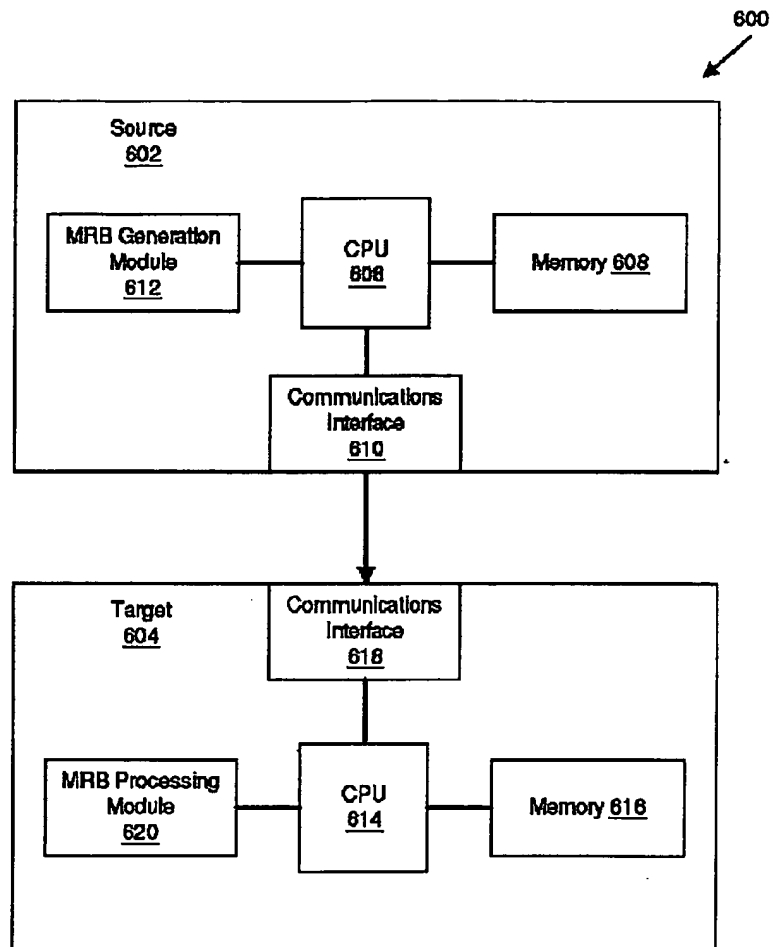 600
Source
602
MRB Generation
Module
612
CPU
606
Memory 608
Communications
Interface
610
Target
604
Communications
Interface
618
MRB Processing
Module
620
CPU
614
Memory 616